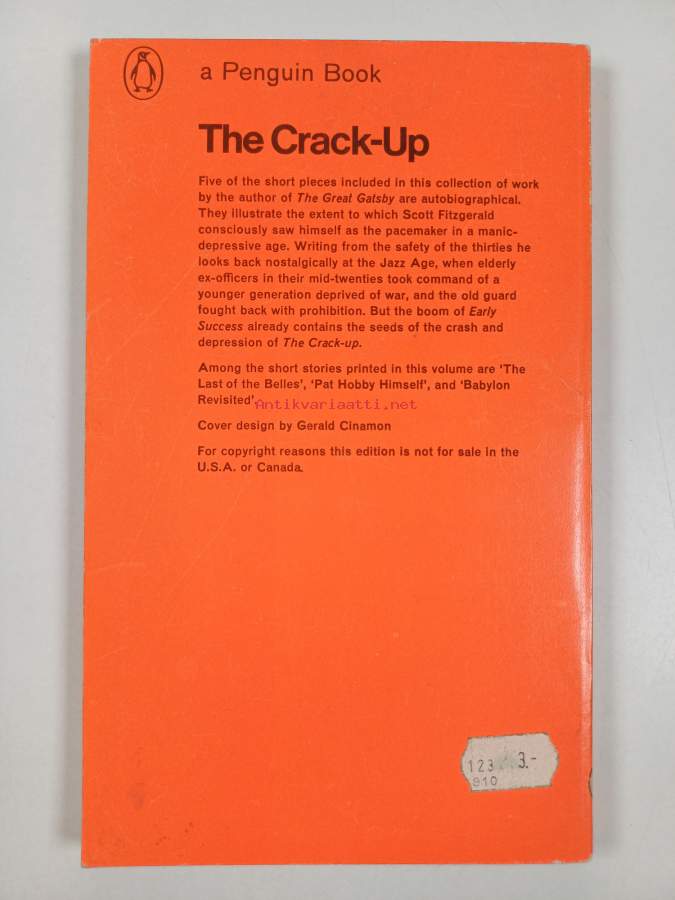 a Penguin Book
The Crack-Up
Five of the short pieces included in this collection of work
by the author of The Great Gatsby are autobiographical.
They illustrate the extent to which Scott Fitzgerald
consciously saw himself as the pacemaker in a manic-
depressive age. Writing from the safety of the thirties he
looks back nostalgically at the Jazz Age, when elderly
ex-officers in their mid-twenties took command of a
younger generation deprived of war, and the old guard
fought back with prohibition. But the boom of Early
Success already contains the seeds of the crash and
depression of The Crack-up.
Among the short stories printed in this volume are ‘The
Last of the Belles’, ‘Pat Hobby Himself’, and ‘Babylon
Revisited’.
Antikvariaatti.net
Cover design by Gerald Cinamon
For copyright reasons this edition is not for sale in the
U.S.A. or Canada.
123 3.-
910